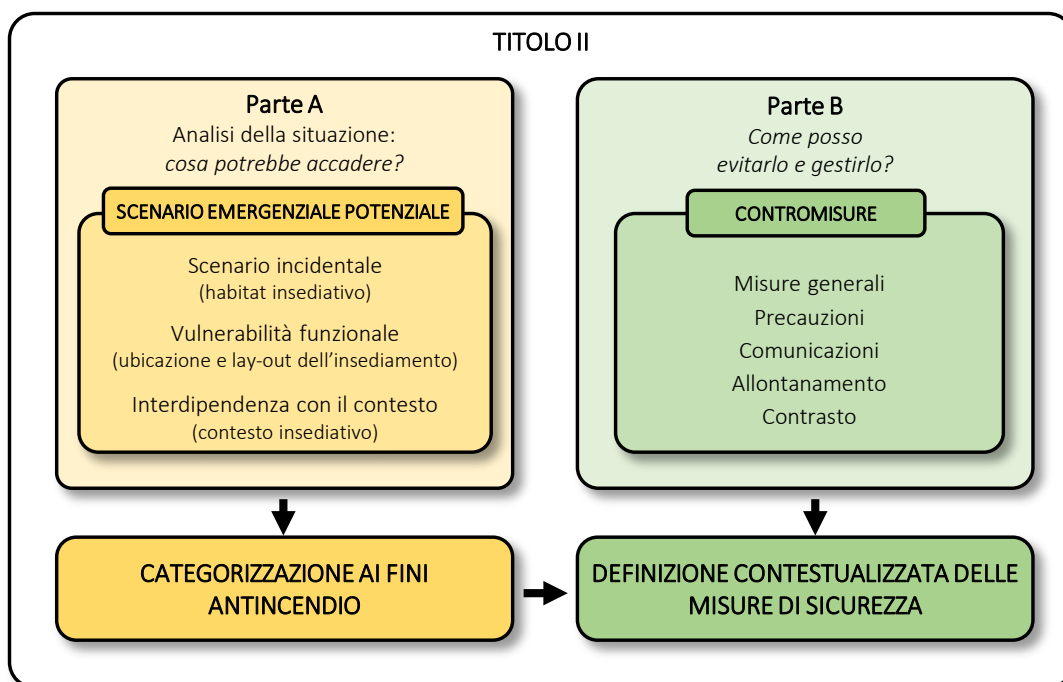 TITOLO II
Parte A
Analisi della situazione:
cosa potrebbe accadere?
SCENARIO EMERGENZIALE POTENZIALE
Scenario incidentale
(habitat insediativo)
Vulnerabilità funzionale
(ubicazione e lay-out dell'insediamento)
Interdipendenza con il contesto
(contesto insediativo)
CATEGORIZZAZIONE AI FINI
ANTINCENDIO
Parte B
Come posso
evitarlo e gestirlo?
CONTROMISURE
Misure generali
Precauzioni
Comunicazioni
Allontanamento
Contrasto
DEFINIZIONE CONTESTUALIZZATA DELLE
MISURE DI SICUREZZA